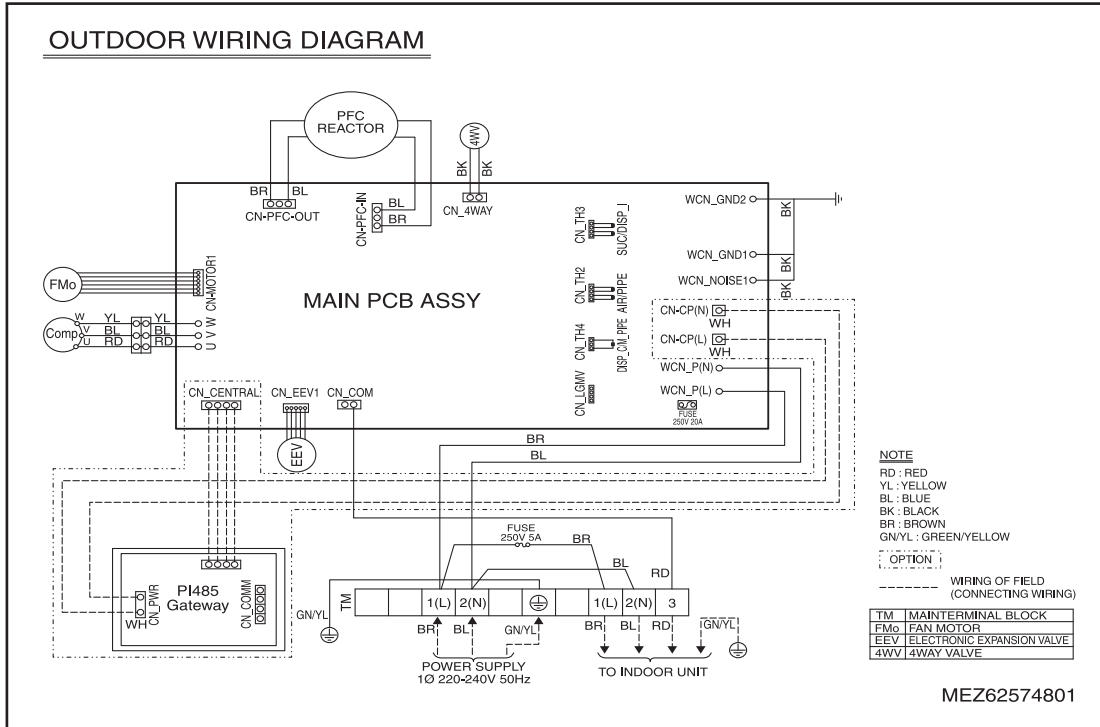 OUTDOOR WIRING DIAGRAM
PFC
REACTOR
4WV
BR BL
CN-PFC-OUT
CN-PFC-IN
BL
BR
BK BK
CN_4WAY
CN_TH3
SUC/DISP_I
WCN_GND2
BK
WCN_GND1
BK
WCN_NOISE1
BK
FMo
CN-MOTOR1
MAIN PCB ASSY
CN_TH2
AIR/PIPE
CN-CP(N)
WH
Comp
W
V
U
YL YL W
BL BL V
RD RD U
CN_TH4
DISP_C/M_PIPE
CN-CP(L)
WH
WCN_P(N)
CN_CENTRAL
CN_EEV1
CN_COM
CN_LGMV
WCN_P(L)
FUSE
250V 20A
EEV
BR
BL
NOTE
RD : RED
YL : YELLOW
BL : BLUE
BK : BLACK
BR : BROWN
GN/YL : GREEN/YELLOW
OPTION
WIRING OF FIELD
(CONNECTING WIRING)
FUSE
250V 5A
BR
BL
RD
PI485
Gateway
CN_PWR
WH
CN_COMM
GN/YL
TM
1(L) 2(N) 1(L) 2(N) 3
BR BL GN/YL BR BL RD GN/YL
POWER SUPPLY
1Ø 220-240V 50Hz
TO INDOOR UNIT
TM MAINTERMINAL BLOCK
FMo FAN MOTOR
EEV ELECTRONIC EXPANSION VALVE
4WV 4WAY VALVE
MEZ62574801